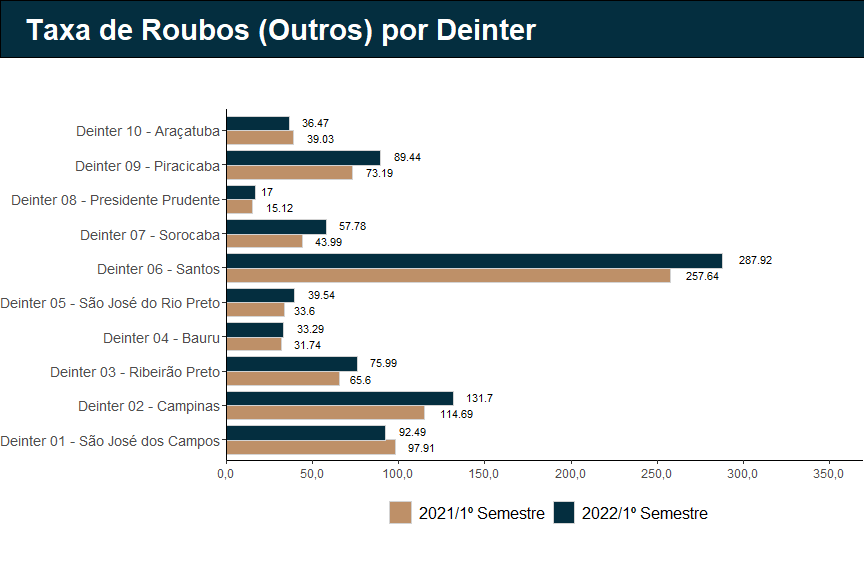 Taxa de Roubos (Outros) por Deinter
Deinter 10 - Araçatuba
36.47
39.03
Deinter 09 - Piracicaba
89.44
73.19
Deinter 08 - Presidente Prudente
17
15.12
Deinter 07 - Sorocaba
57.78
43.99
Deinter 06 - Santos
287.92
257.64
Deinter 05 - São José do Rio Preto
39.54
33.6
Deinter 04 - Bauru
33.29
31.74
Deinter 03 - Ribeirão Preto
75.99
65.6
Deinter 02 - Campinas
131.7
114.69
Deinter 01 - São José dos Campos
92.49
97.91
0,0 50,0 100,0 150,0 200,0 250,0 300,0 350,0
2021/1º Semestre 2022/1º Semestre